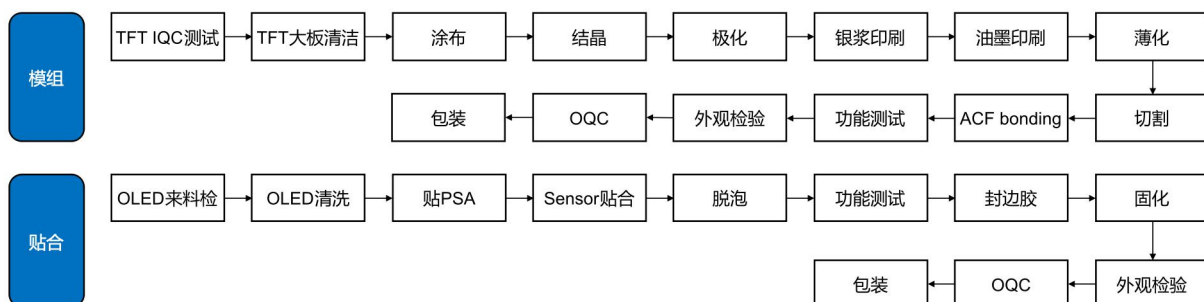 模组
TFT IQC测试
TFT大板清洁
涂布
结晶
极化
银浆印刷
油墨印刷
薄化
切割
ACF bonding
功能测试
外观检验
OQC
包装
贴合
OLED来料检
OLED清洗
贴PSA
Sensor贴合
脱泡
功能测试
封边胶
固化
外观检验
OQC
包装